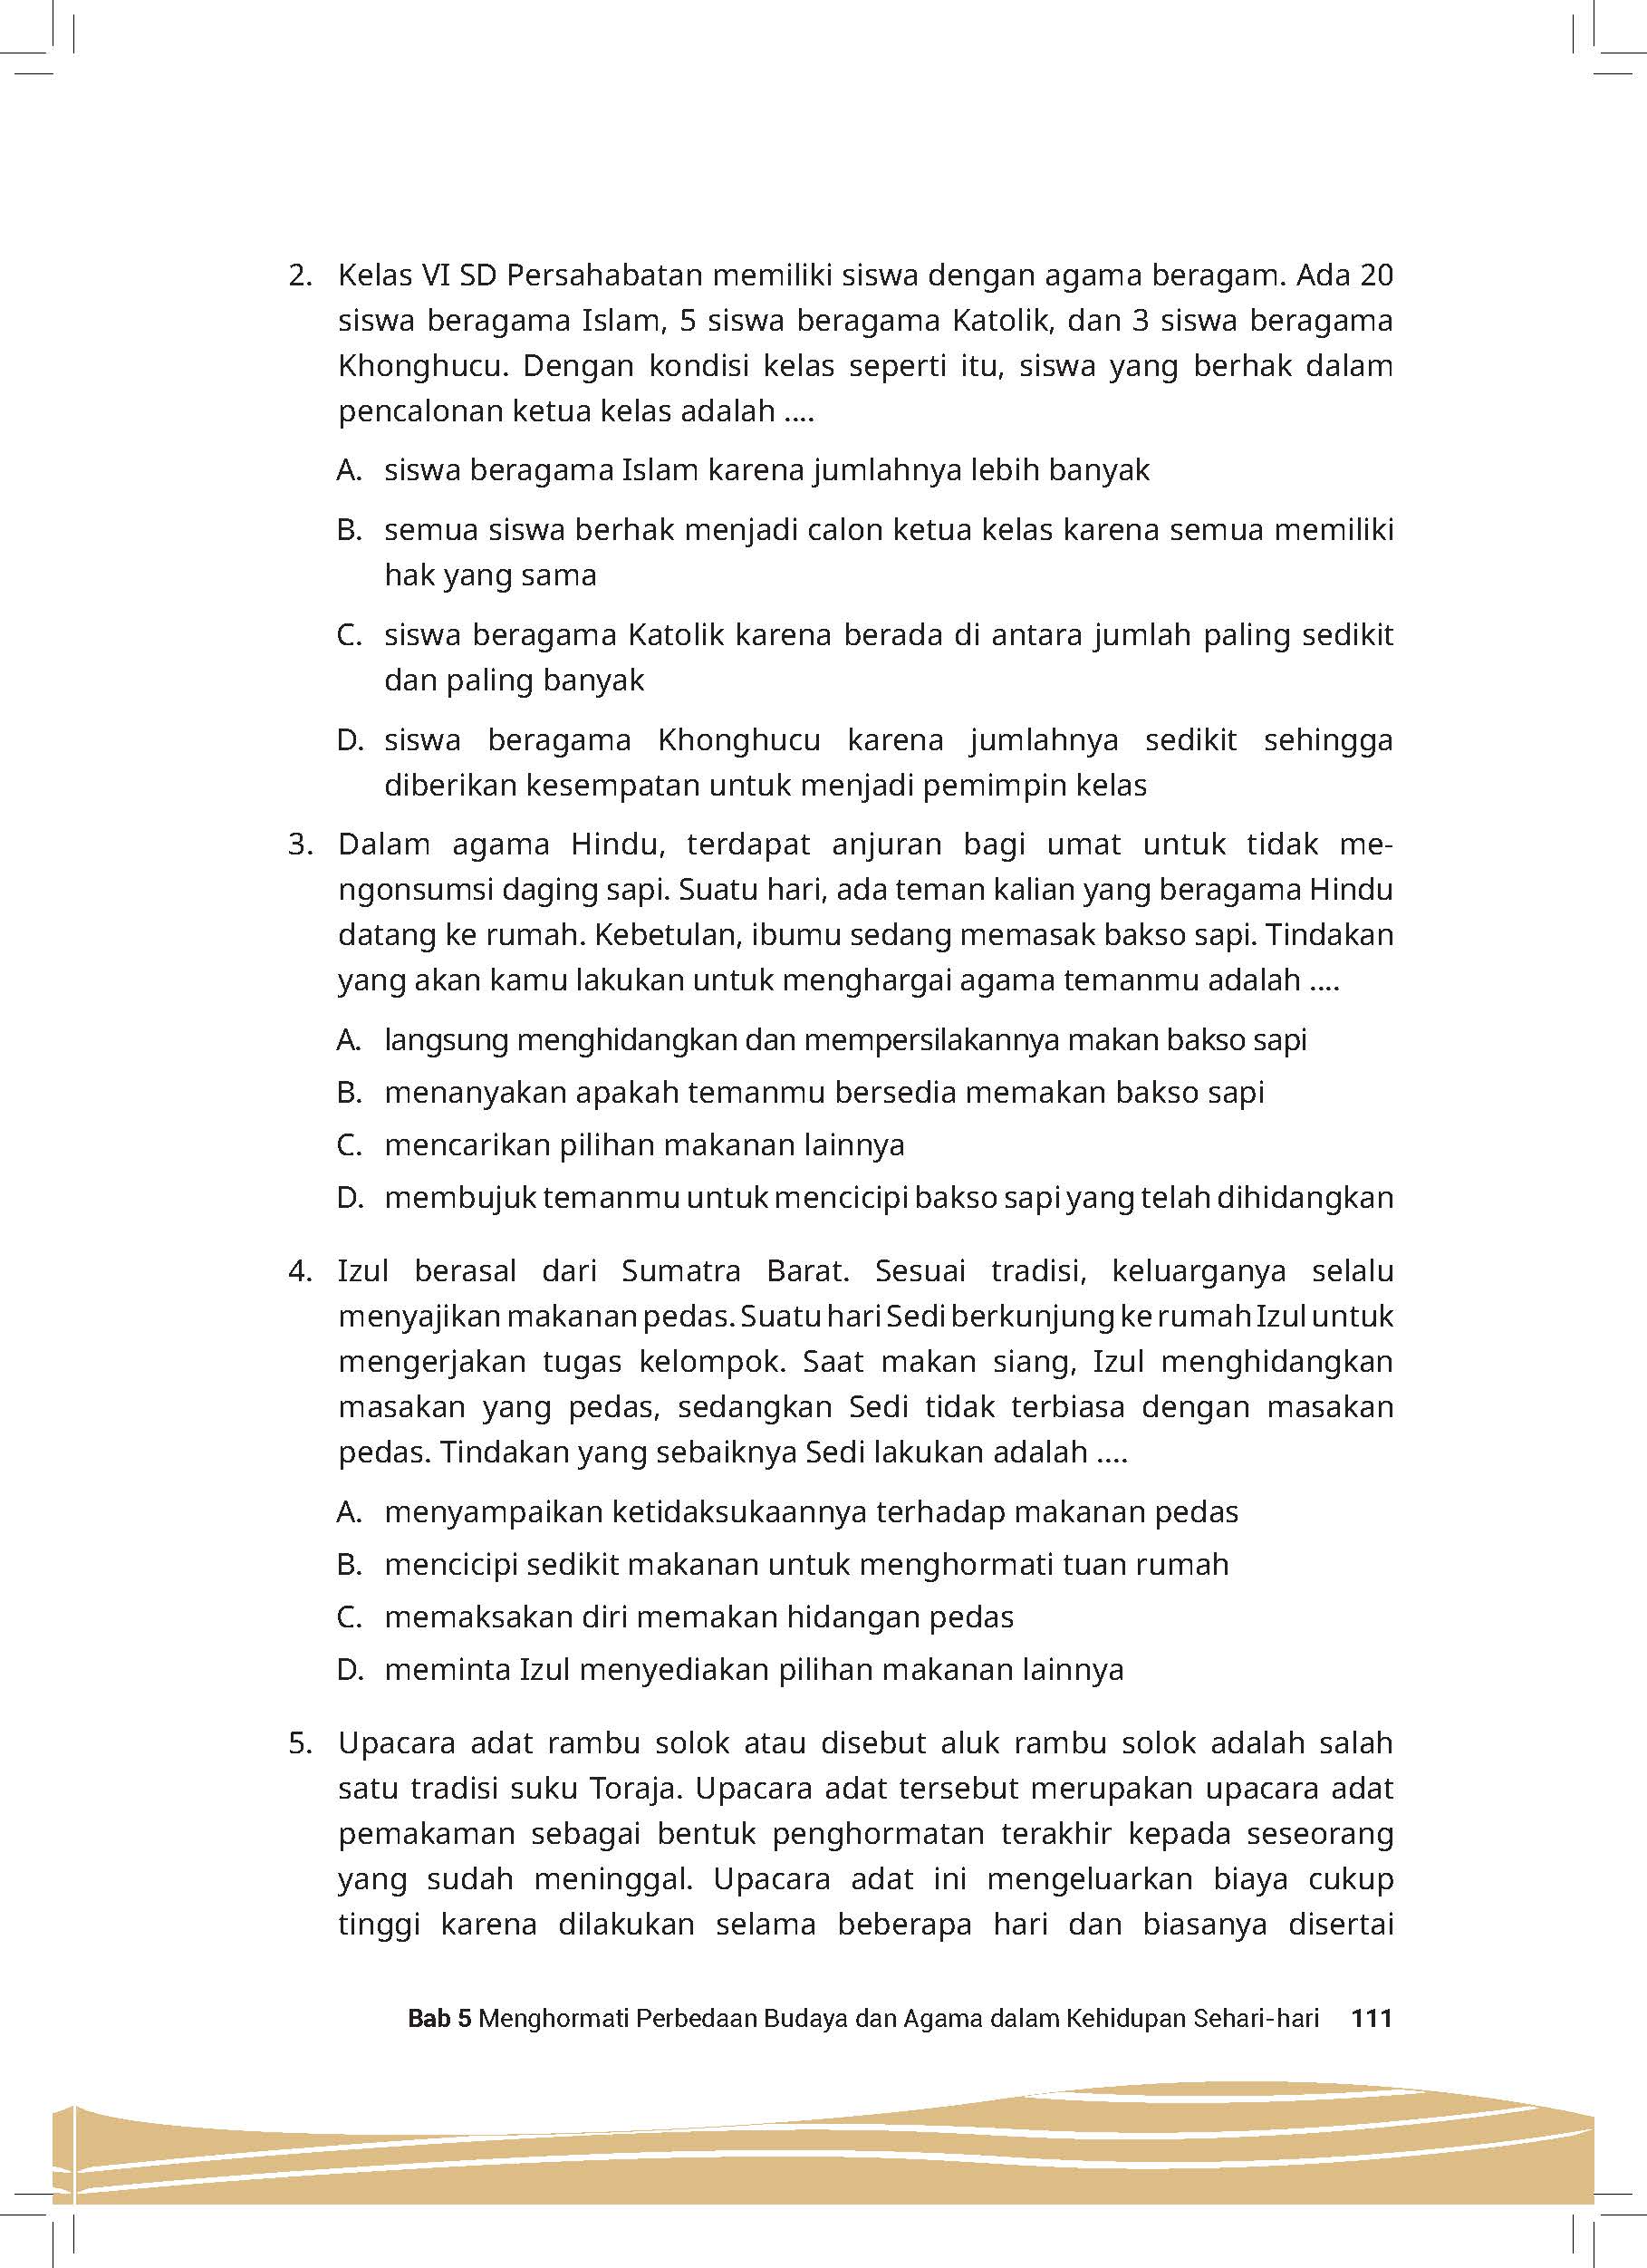 2. Kelas VI SD Persahabatan memiliki siswa dengan agama beragam. Ada 20
siswa beragama Islam, 5 siswa beragama Katolik, dan 3 siswa beragama
Khonghucu. Dengan kondisi kelas seperti itu, siswa yang berhak dalam
pencalonan ketua kelas adalah ....
A. siswa beragama Islam karena jumlahnya lebih banyak
B. semua siswa berhak menjadi calon ketua kelas karena semua memiliki
hak yang sama
C. siswa beragama Katolik karena berada di antara jumlah paling sedikit
dan paling banyak
D. siswa beragama Khonghucu karena jumlahnya sedikit sehingga
diberikan kesempatan untuk menjadi pemimpin kelas
3. Dalam agama Hindu, terdapat anjuran bagi umat untuk tidak me-
ngonsumsi daging sapi. Suatu hari, ada teman kalian yang beragama Hindu
datang ke rumah. Kebetulan, ibumu sedang memasak bakso sapi. Tindakan
yang akan kamu lakukan untuk menghargai agama temanmu adalah ....
A. langsung menghidangkan dan mempersilakannya makan bakso sapi
B. menanyakan apakah temanmu bersedia memakan bakso sapi
C. mencarikan pilihan makanan lainnya
D. membujuk temanmu untuk mencicipi bakso sapi yang telah dihidangkan
4. Izul berasal dari Sumatra Barat. Sesuai tradisi, keluarganya selalu
menyajikan makanan pedas. Suatu hari Sedi berkunjung ke rumah Izul untuk
mengerjakan tugas kelompok. Saat makan siang, Izul menghidangkan
masakan yang pedas, sedangkan Sedi tidak terbiasa dengan masakan
pedas. Tindakan yang sebaiknya Sedi lakukan adalah ....
A. menyampaikan ketidaksukaannya terhadap makanan pedas
B. mencicipi sedikit makanan untuk menghormati tuan rumah
C. memaksakan diri memakan hidangan pedas
D. meminta Izul menyediakan pilihan makanan lainnya
5. Upacara adat rambu solok atau disebut aluk rambu solok adalah salah
satu tradisi suku Toraja. Upacara adat tersebut merupakan upacara adat
pemakaman sebagai bentuk penghormatan terakhir kepada seseorang
yang sudah meninggal. Upacara adat ini mengeluarkan biaya cukup
tinggi karena dilakukan selama beberapa hari dan biasanya disertai
Bab 5 Menghormati Perbedaan Budaya dan Agama dalam Kehidupan Sehari-hari 111